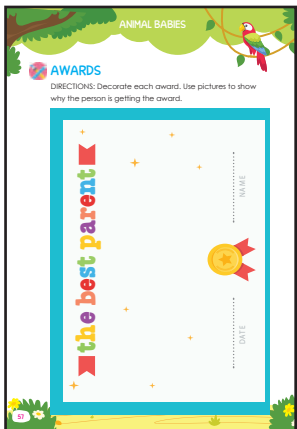 ANIMAL BABIES
AWARDS
DIRECTIONS: Decorate each award. Use pictures to show
why the person is getting the award.
the best parent
NAME
DATE
57